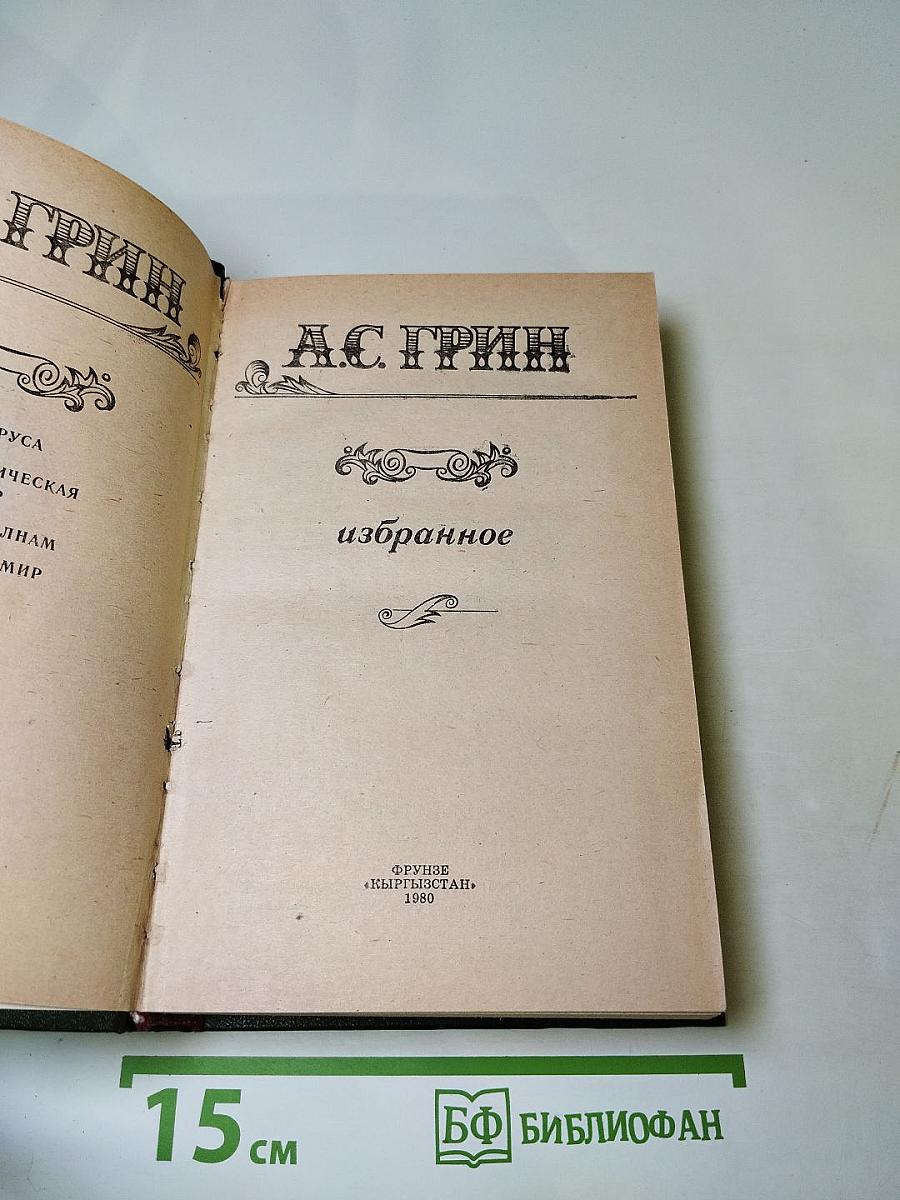 ГРИН
РУСА
ИЧЕСКАЯ
ЛНАМ
МИР
А.С. ГРИН
избранное
ФРУНЗЕ
«КЫРГЫЗСТАН»
1980
15 см
БФ БИБЛИОФАН